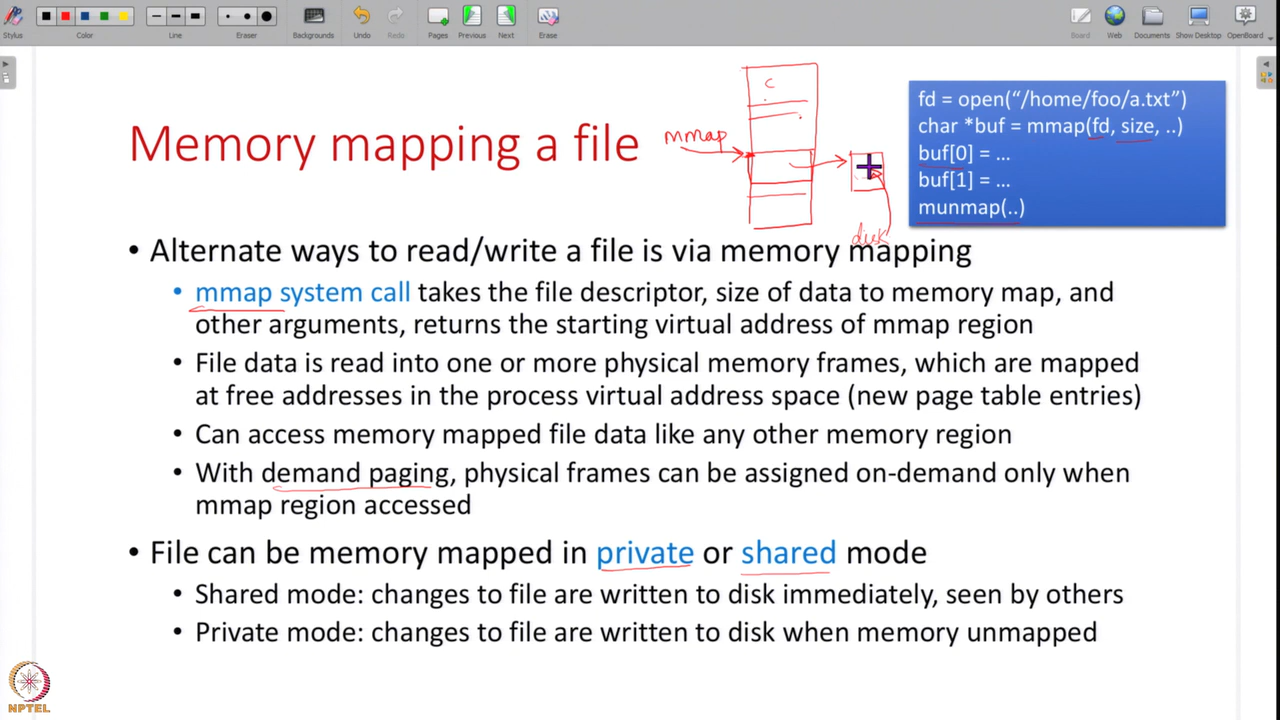 Stylus
Color
Line
Eraser
Backgrounds
Undo
Redo
Pages
Previous
Next
Erase
Board
Web
Documents
Show Desktop
OpenBoard
Memory mapping a file
mmap
c
disk
fd = open(“/home/foo/a.txt”)
char *buf = mmap(fd, size, ..)
buf[0] = ...
buf[1] = ...
munmap(..)
• Alternate ways to read/write a file is via memory mapping
• mmap system call takes the file descriptor, size of data to memory map, and
other arguments, returns the starting virtual address of mmap region
• File data is read into one or more physical memory frames, which are mapped
at free addresses in the process virtual address space (new page table entries)
• Can access memory mapped file data like any other memory region
• With demand paging, physical frames can be assigned on-demand only when
mmap region accessed
• File can be memory mapped in private or shared mode
• Shared mode: changes to file are written to disk immediately, seen by others
• Private mode: changes to file are written to disk when memory unmapped
NPTEL